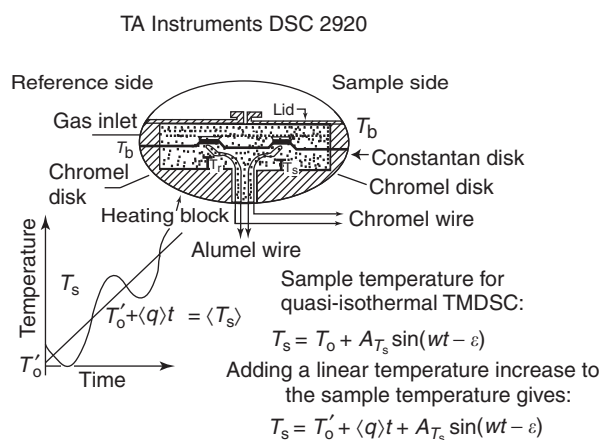 TA Instruments DSC 2920
Reference side
Sample side
Lid
Gas inlet
T_b
T_b
Constantan disk
T_r
T_s
Chromel
disk
Chromel disk
Heating block
Chromel wire
Alumel wire
Temperature
T_s
T_o′+⟨q⟩t = ⟨T_s⟩
T_o′
Time
Sample temperature for
quasi-isothermal TMDSC:
T_s = T_o + A_{T_s} sin(wt – ε)
Adding a linear temperature increase to
the sample temperature gives:
T_s = T_o′ + ⟨q⟩t + A_{T_s} sin(wt – ε)